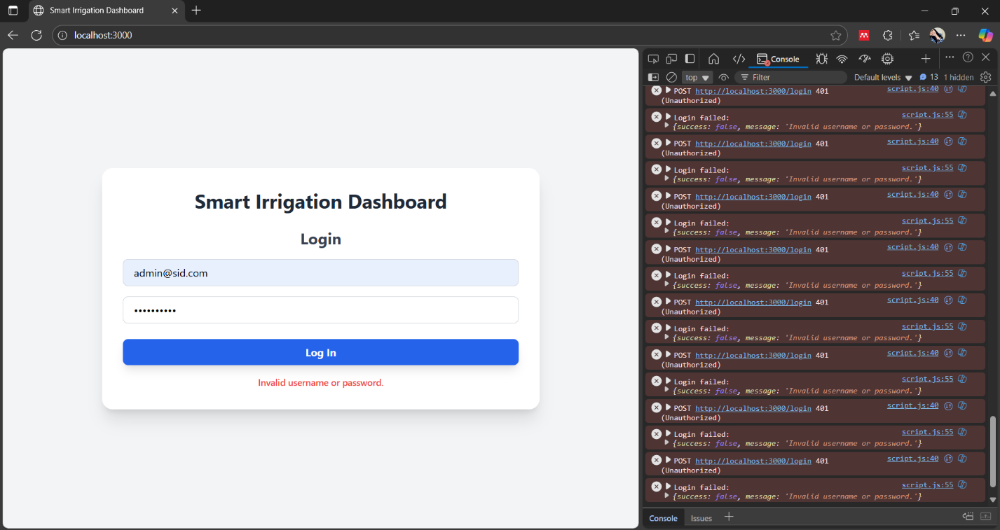 Smart Irrigation Dashboard
localhost:3000
Smart Irrigation Dashboard
Login
admin@sid.com
••••••••••
Log In
Invalid username or password.
Console
top
Filter
Default levels
13
1 hidden
POST http://localhost:3000/login 401 script.js:40
(Unauthorized)
Login failed: script.js:55
{success: false, message: 'Invalid username or password.'}
POST http://localhost:3000/login 401 script.js:40
(Unauthorized)
Login failed: script.js:55
{success: false, message: 'Invalid username or password.'}
POST http://localhost:3000/login 401 script.js:40
(Unauthorized)
Login failed: script.js:55
{success: false, message: 'Invalid username or password.'}
POST http://localhost:3000/login 401 script.js:40
(Unauthorized)
Login failed: script.js:55
{success: false, message: 'Invalid username or password.'}
POST http://localhost:3000/login 401 script.js:40
(Unauthorized)
Login failed: script.js:55
{success: false, message: 'Invalid username or password.'}
POST http://localhost:3000/login 401 script.js:40
(Unauthorized)
Login failed: script.js:55
{success: false, message: 'Invalid username or password.'}
POST http://localhost:3000/login 401 script.js:40
(Unauthorized)
Login failed: script.js:55
{success: false, message: 'Invalid username or password.'}
POST http://localhost:3000/login 401 script.js:40
(Unauthorized)
Login failed: script.js:55
{success: false, message: 'Invalid username or password.'}
Console
Issues